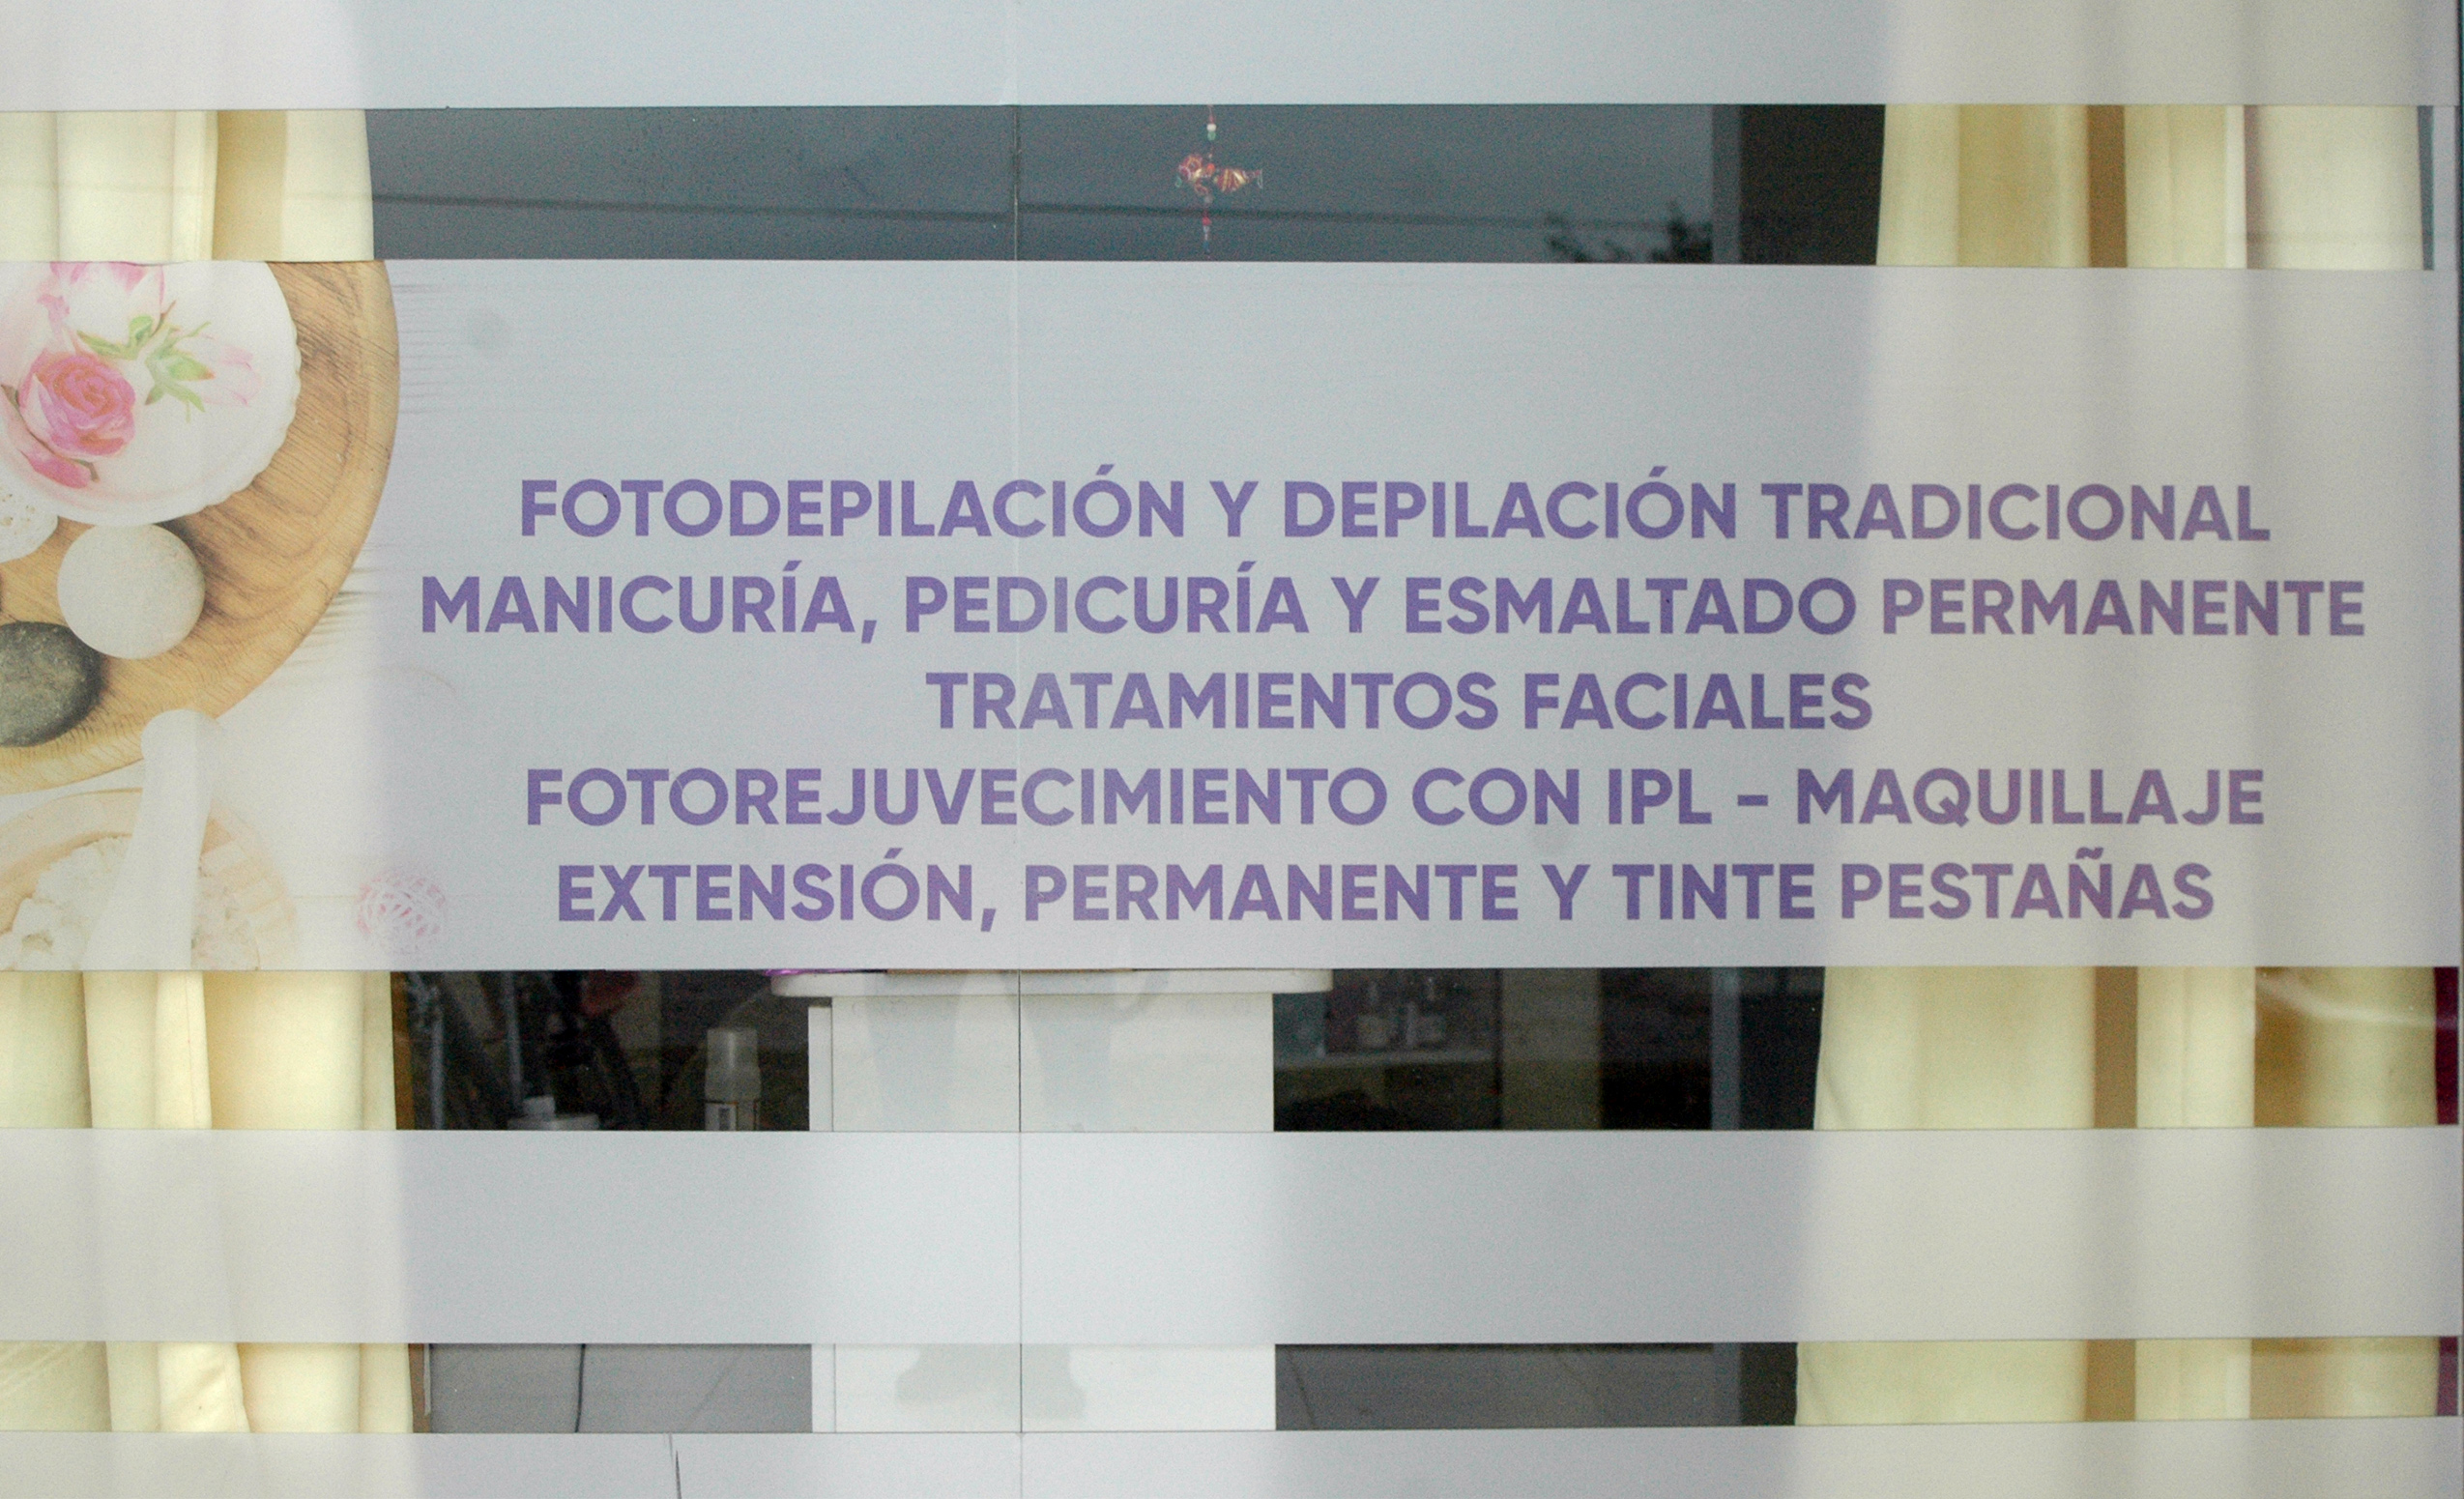 FOTODEPILACIÓN Y DEPILACIÓN TRADICIONAL
MANICURÍA, PEDICURÍA Y ESMALTADO PERMANENTE
TRATAMIENTOS FACIALES
FOTOREJUVECIMIENTO CON IPL - MAQUILLAJE
EXTENSIÓN, PERMANENTE Y TINTE PESTAÑAS